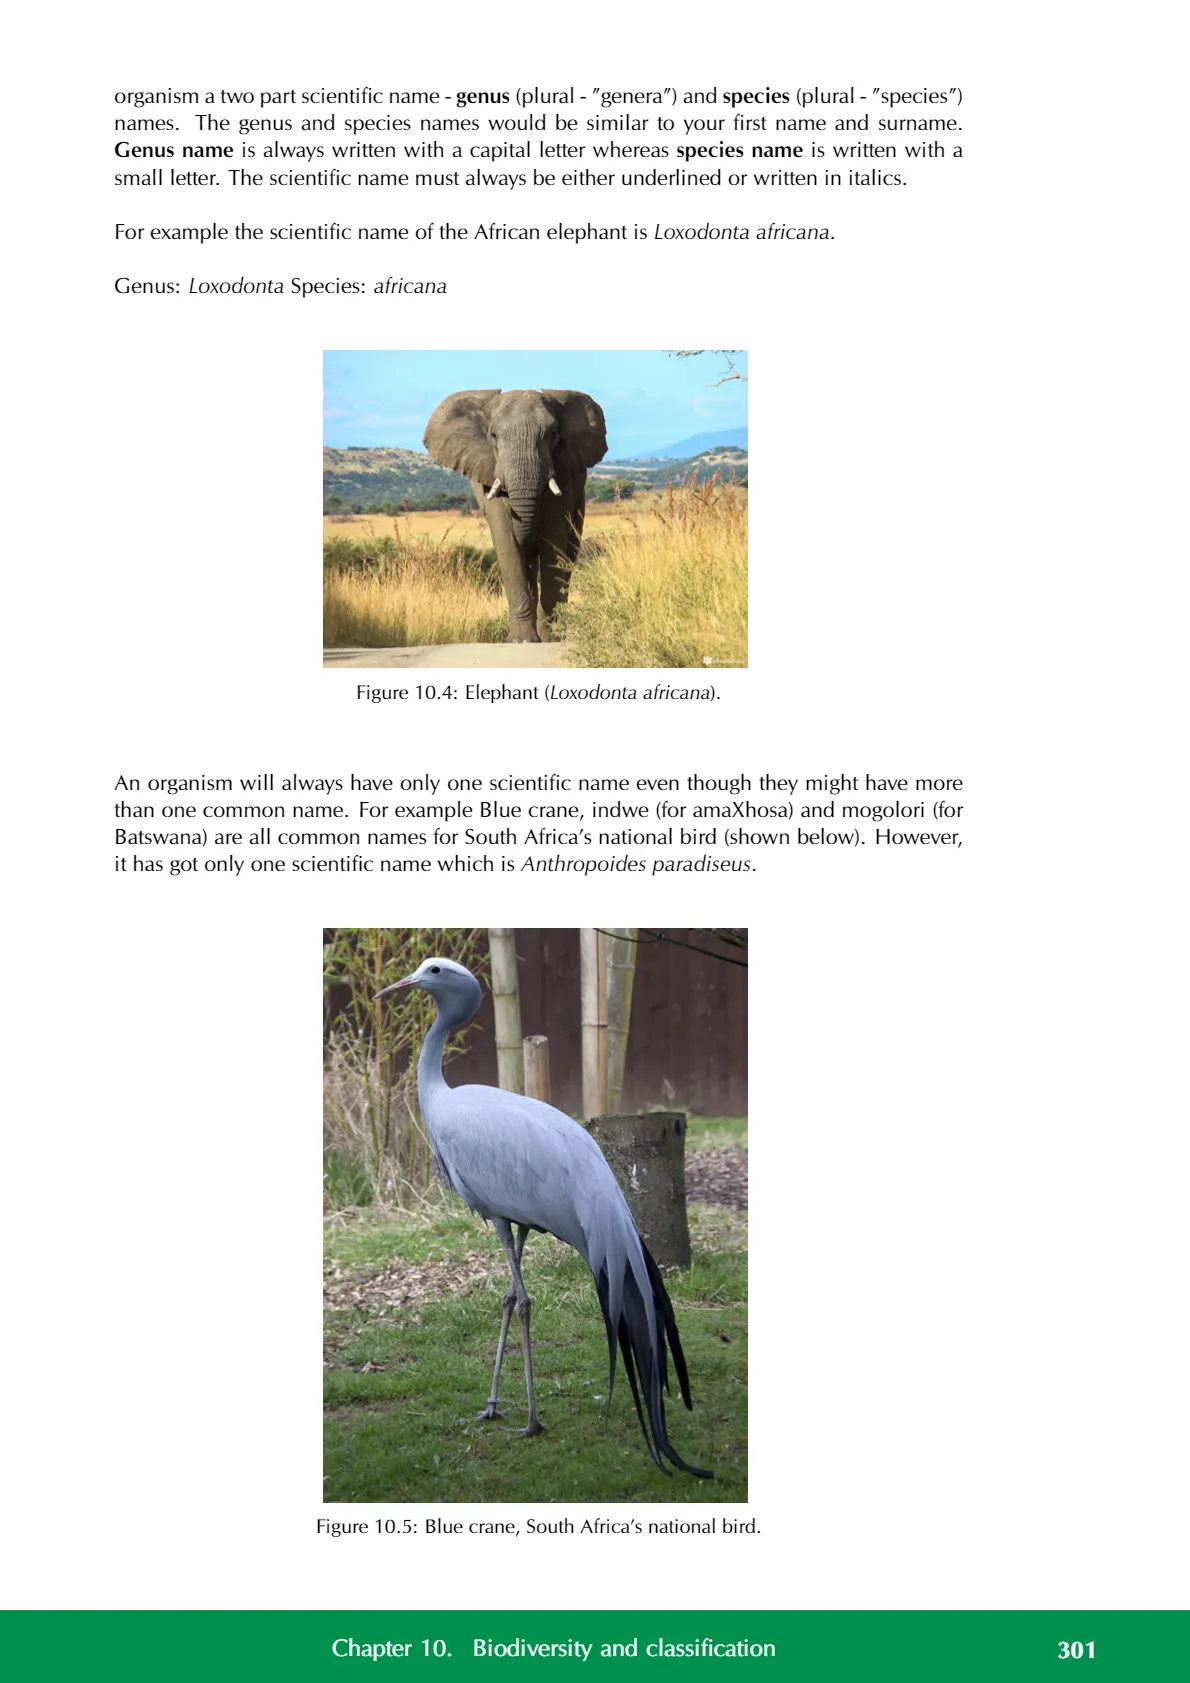 organism a two part scientific name - genus (plural - ”genera”) and species (plural - ”species”)
names. The genus and species names would be similar to your first name and surname.
Genus name is always written with a capital letter whereas species name is written with a
small letter. The scientific name must always be either underlined or written in italics.
For example the scientific name of the African elephant is Loxodonta africana.
Genus: Loxodonta Species: africana
Figure 10.4: Elephant (Loxodonta africana).
An organism will always have only one scientific name even though they might have more
than one common name. For example Blue crane, indwe (for amaXhosa) and mogolori (for
Batswana) are all common names for South Africa’s national bird (shown below). However,
it has got only one scientific name which is Anthropoides paradiseus.
Figure 10.5: Blue crane, South Africa’s national bird.
Chapter 10. Biodiversity and classification
301